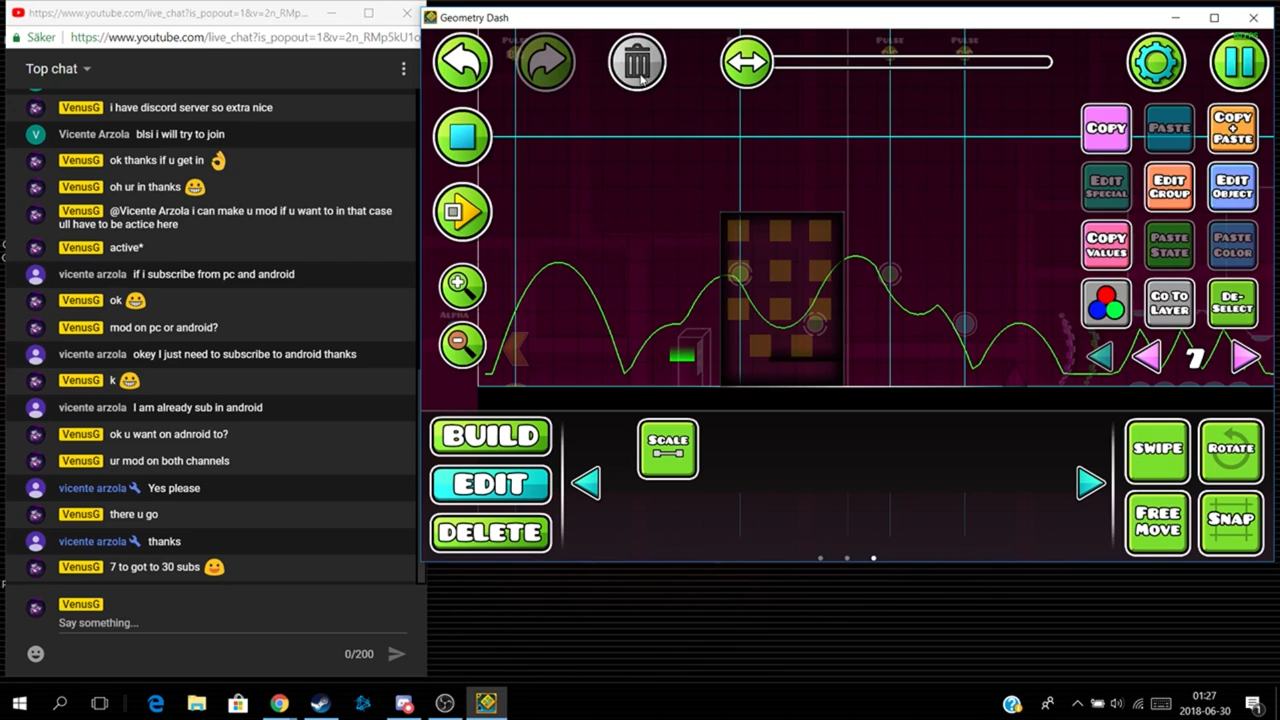 https://www.youtube.com/live_chat?is_popout=1&v=2n_RMp...
Säker
https://www.youtube.com/live_chat?is_popout=1&v=2n_RMp5kU1
Top chat
VenusG i have discord server so extra nice
V Vicente Arzola blsi i will try to join
VenusG ok thanks if u get in
VenusG oh ur in thanks
VenusG @Vicente Arzola i can make u mod if u want to in that case
ull have to be actice here
VenusG active*
vicente arzola if i subscribe from pc and android
VenusG ok
VenusG mod on pc or android?
vicente arzola okey I just need to subscribe to android thanks
VenusG k
vicente arzola I am already sub in android
VenusG ok u want on adnroid to?
VenusG ur mod on both channels
vicente arzola Yes please
VenusG there u go
vicente arzola thanks
VenusG 7 to got to 30 subs
VenusG
Say something...
0/200
Geometry Dash
PULSE
PULSE
ALPHA
COPY
PASTE
COPY
+
PASTE
EDIT
SPECIAL
EDIT
GROUP
EDIT
OBJECT
COPY
VALUES
PASTE
STATE
PASTE
COLOR
GO TO
LAYER
DE-
SELECT
7
BUILD
EDIT
DELETE
SCALE
SWIPE
ROTATE
FREE
MOVE
SNAP
01:27
2018-06-30
1